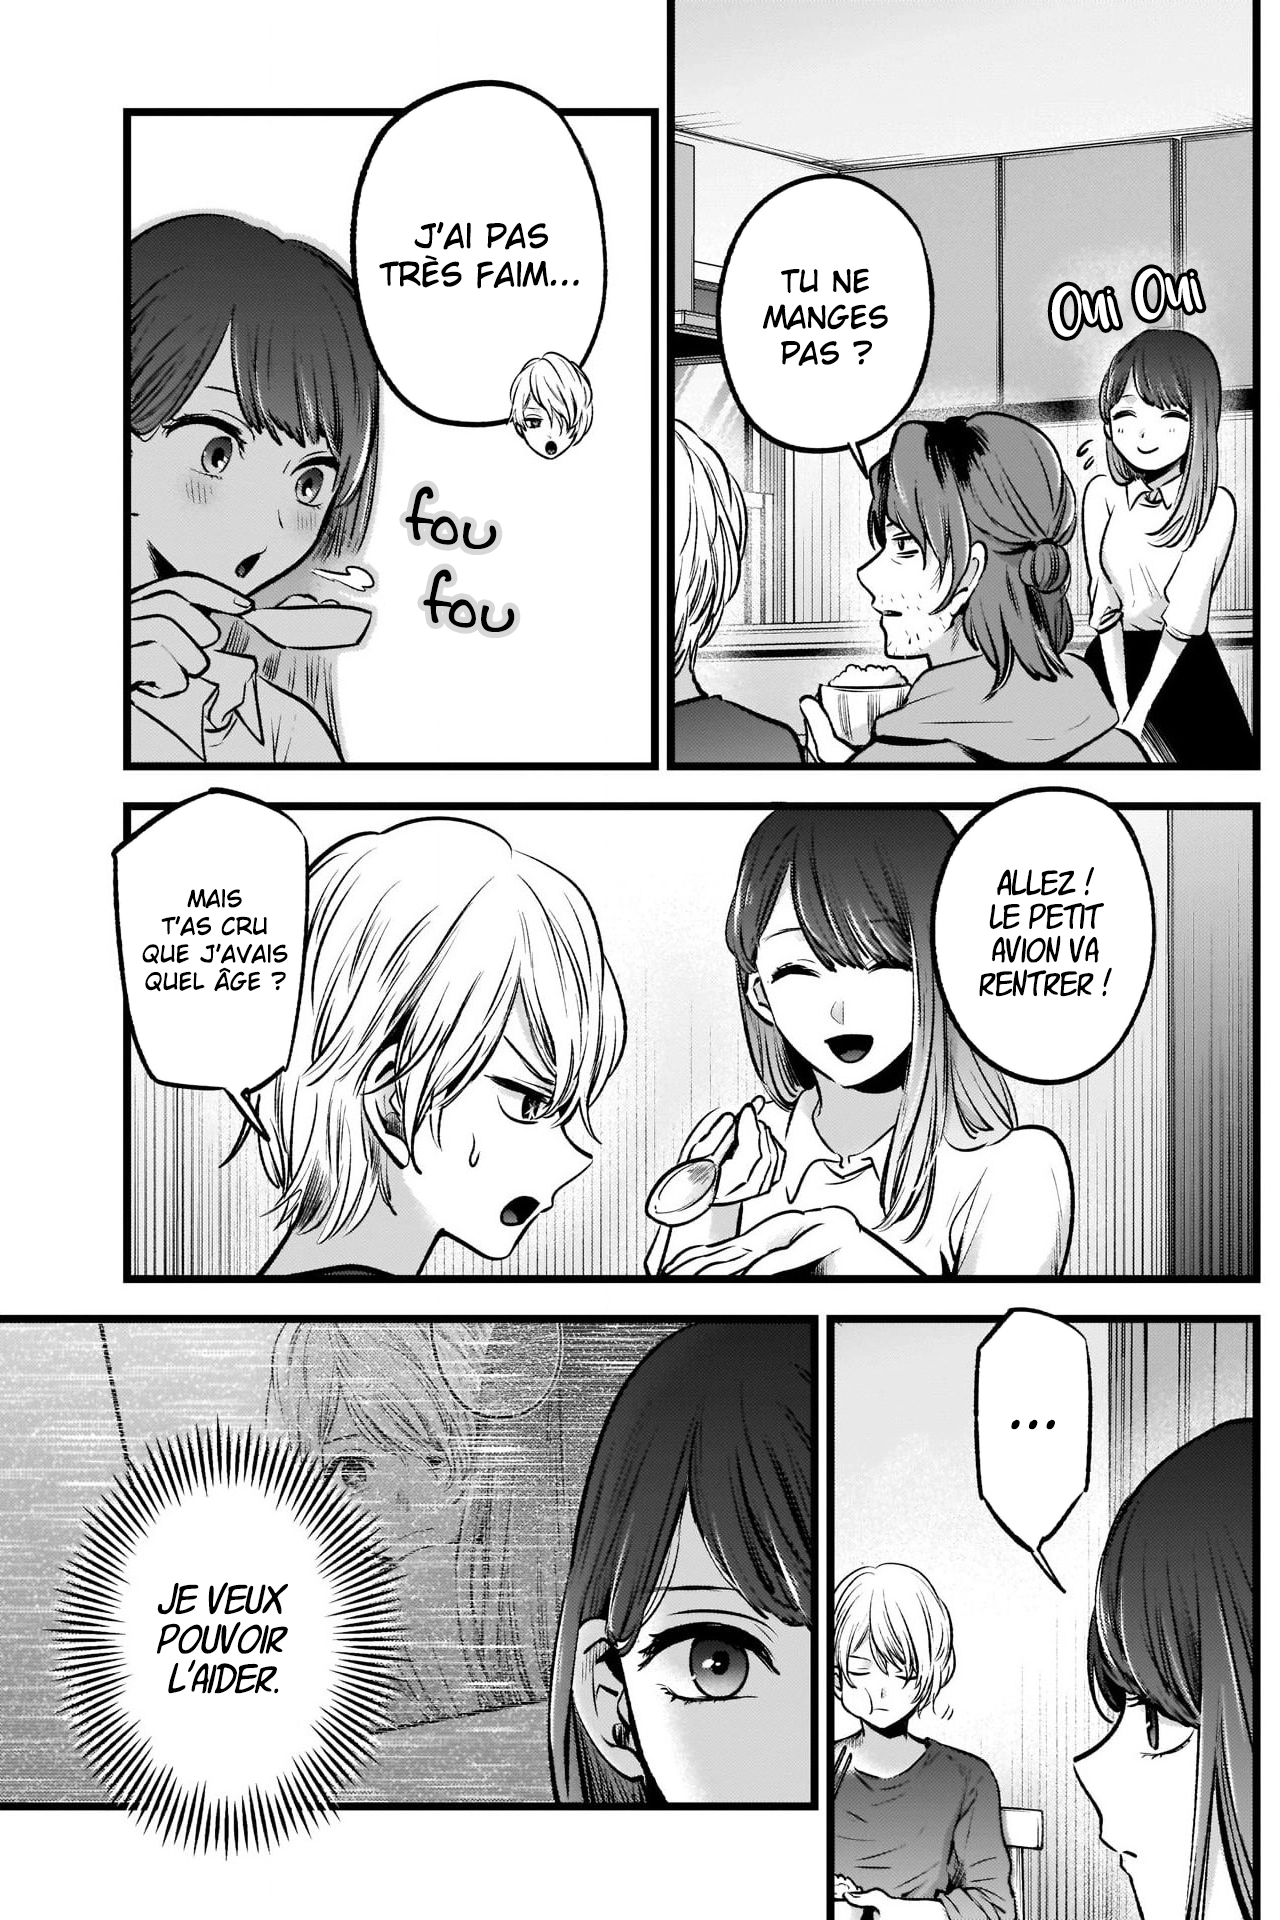 TU NE
MANGES
PAS ?
Oui Oui
J'AI PAS
TRÈS FAIM...
fou
fou
ALLEZ !
LE PETIT
AVION VA
RENTRER !
MAIS
T'AS CRU
QUE J'AVAIS
QUEL ÂGE ?
...
JE VEUX
POUVOIR
L'AIDER.